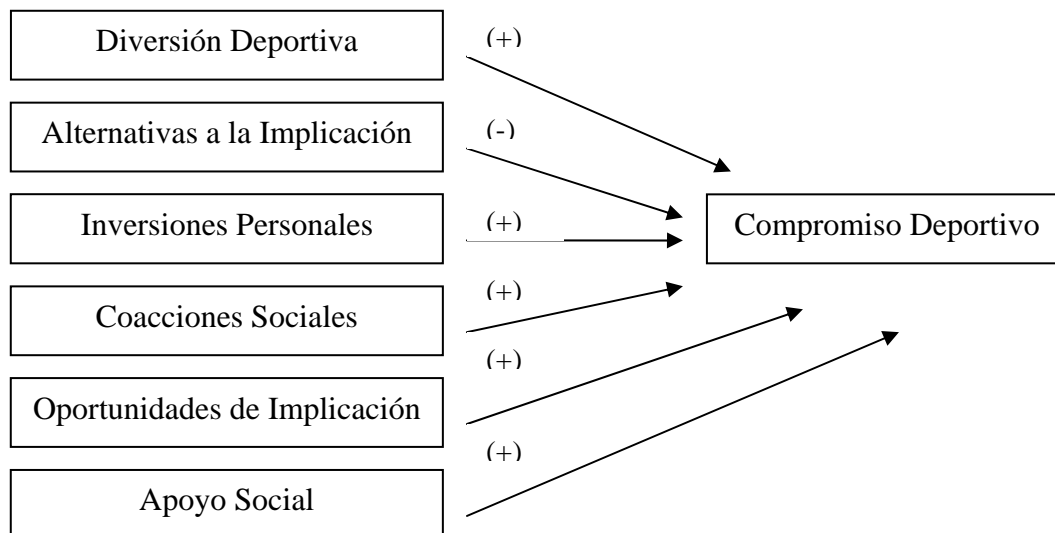 Diversión Deportiva
(+)
Alternativas a la Implicación
(-)
Inversiones Personales
(+)
Compromiso Deportivo
Coacciones Sociales
(+)
Oportunidades de Implicación
(+)
Apoyo Social
(+)